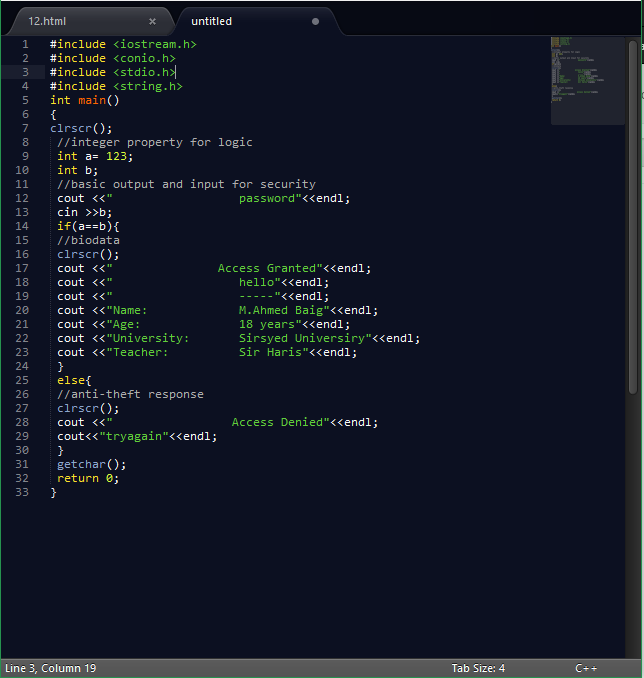 12.html × untitled
1 #include <iostream.h>
2 #include <conio.h>
3 #include <stdio.h>
4 #include <string.h>
5 int main()
6 {
7 clrscr();
8  //integer property for logic
9  int a= 123;
10  int b;
11  //basic output and input for security
12  cout <<"                  password"<<endl;
13  cin >>b;
14  if(a==b){
15  //biodata
16  clrscr();
17  cout <<"               Access Granted"<<endl;
18  cout <<"                  hello"<<endl;
19  cout <<"                  -----"<<endl;
20  cout <<"Name:             M.Ahmed Baig"<<endl;
21  cout <<"Age:              18 years"<<endl;
22  cout <<"University:       Sirsyed Universiry"<<endl;
23  cout <<"Teacher:          Sir Haris"<<endl;
24  }
25  else{
26  //anti-theft response
27  clrscr();
28  cout <<"                 Access Denied"<<endl;
29  cout<<"tryagain"<<endl;
30  }
31  getchar();
32  return 0;
33 }
Line 3, Column 19 Tab Size: 4 C++